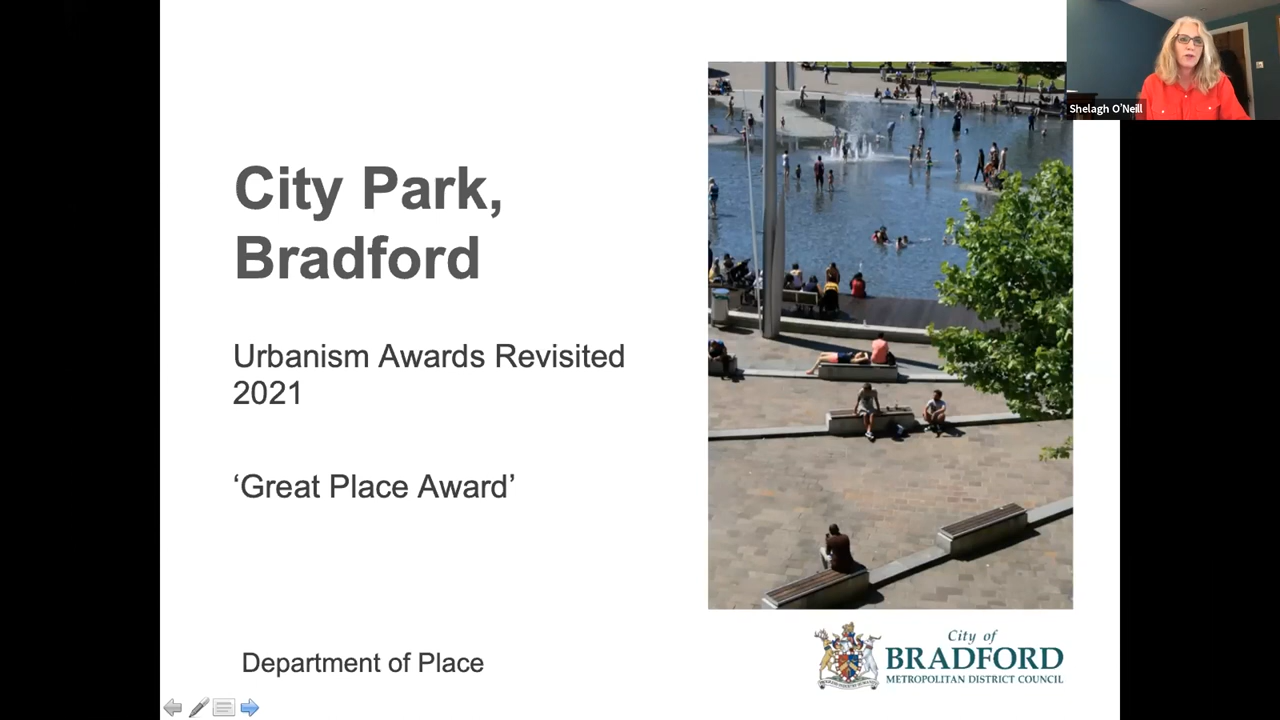 Shelagh O'Neill
City Park,
Bradford
Urbanism Awards Revisited
2021
‘Great Place Award’
Department of Place
City of
BRADFORD
METROPOLITAN DISTRICT COUNCIL